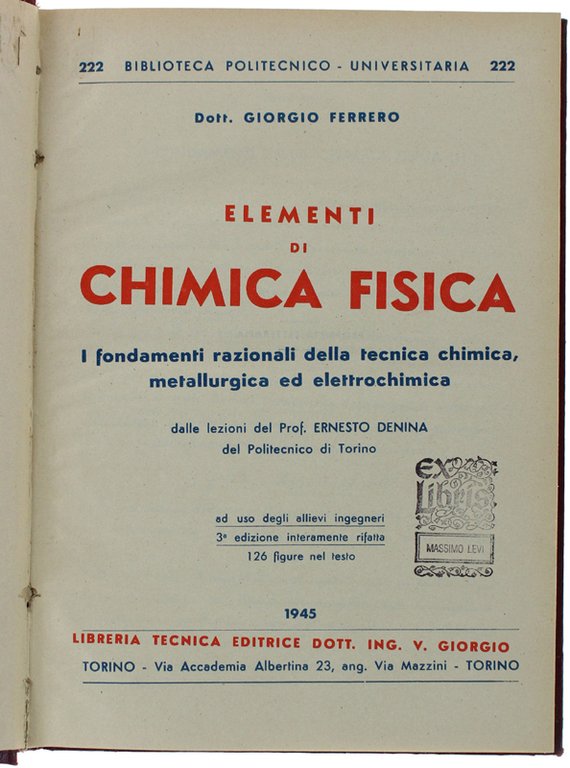 222 BIBLIOTECA POLITECNICO - UNIVERSITARIA 222
Dott. GIORGIO FERRERO
ELEMENTI
DI
CHIMICA FISICA
I fondamenti razionali della tecnica chimica,
metallurgica ed elettrochimica
dalle lezioni del Prof. ERNESTO DENINA
del Politecnico di Torino
EX
Libris
MASSIMO LEVI
ad uso degli allievi ingegneri
3ª edizione interamente rifatta
126 figure nel testo
1945
LIBRERIA TECNICA EDITRICE DOTT. ING. V. GIORGIO
TORINO - Via Accademia Albertina 23, ang. Via Mazzini - TORINO